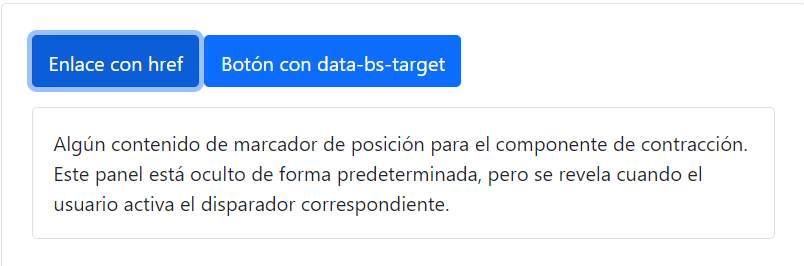 Enlace con href
Botón con data-bs-target
Algún contenido de marcador de posición para el componente de contracción.
Este panel está oculto de forma predeterminada, pero se revela cuando el
usuario activa el disparador correspondiente.